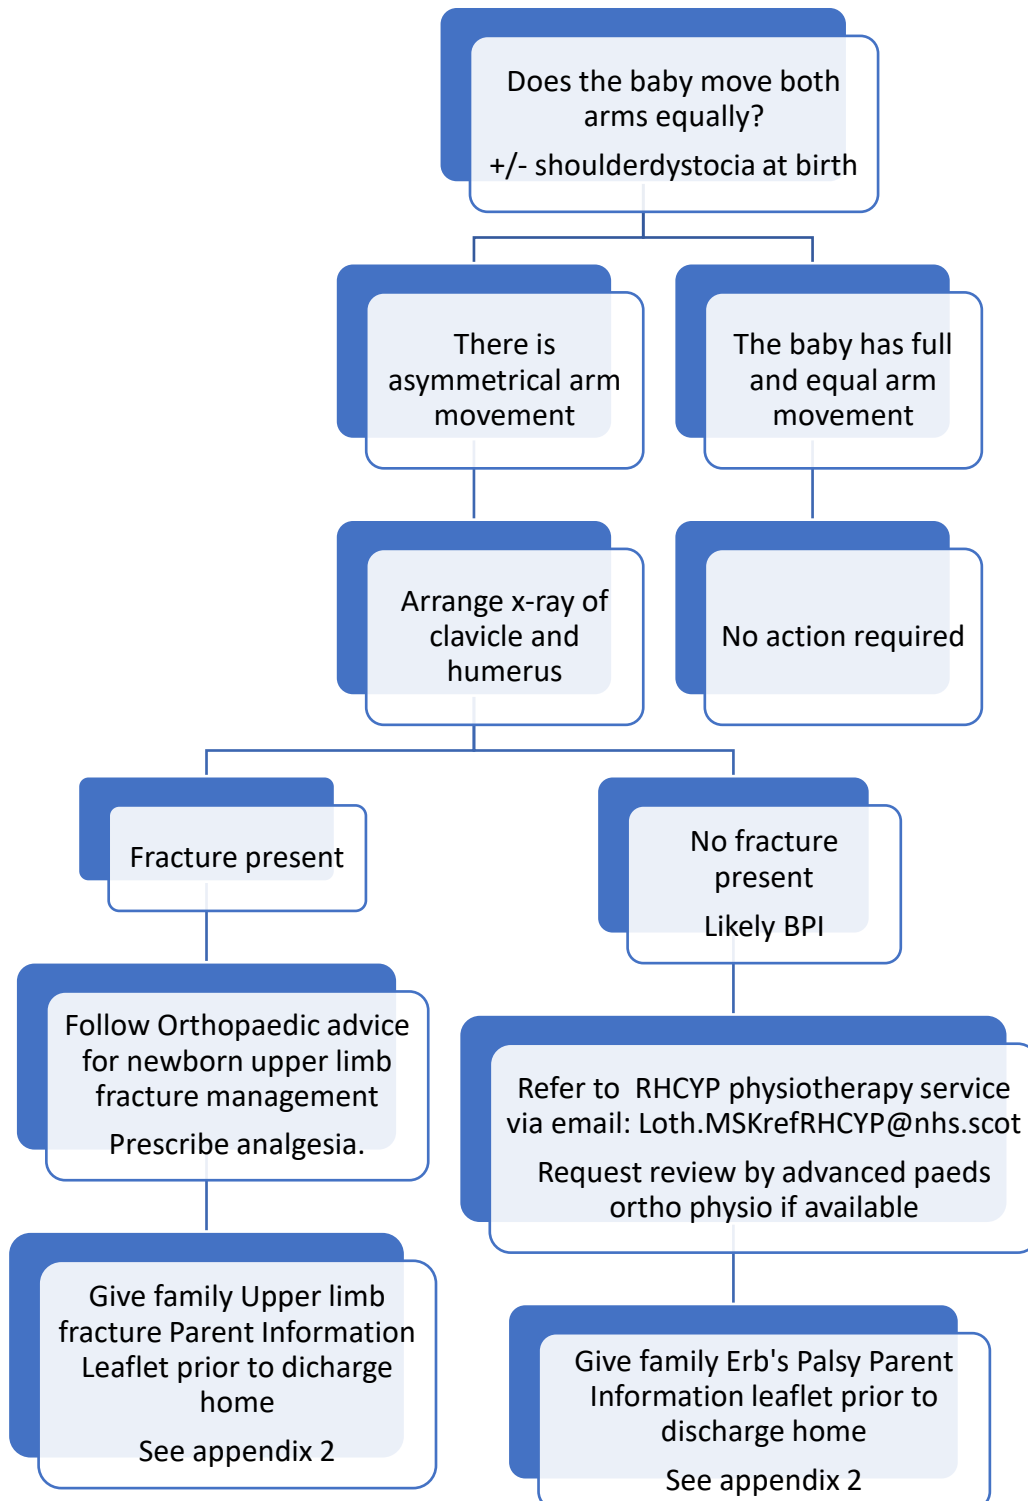 Does the baby move both
arms equally?
+/- shoulderdystocia at birth
There is
asymmetrical arm
movement
The baby has full
and equal arm
movement
Arrange x-ray of
clavicle and
humerus
No action required
Fracture present
No fracture
present
Likely BPI
Follow Orthopaedic advice
for newborn upper limb
fracture management
Prescribe analgesia.
Refer to  RHCYP physiotherapy service
via email: Loth.MSKrefRHCYP@nhs.scot
Request review by advanced paeds
ortho physio if available
Give family Upper limb
fracture Parent Information
Leaflet prior to dicharge
home
See appendix 2
Give family Erb's Palsy Parent
Information leaflet prior to
discharge home
See appendix 2